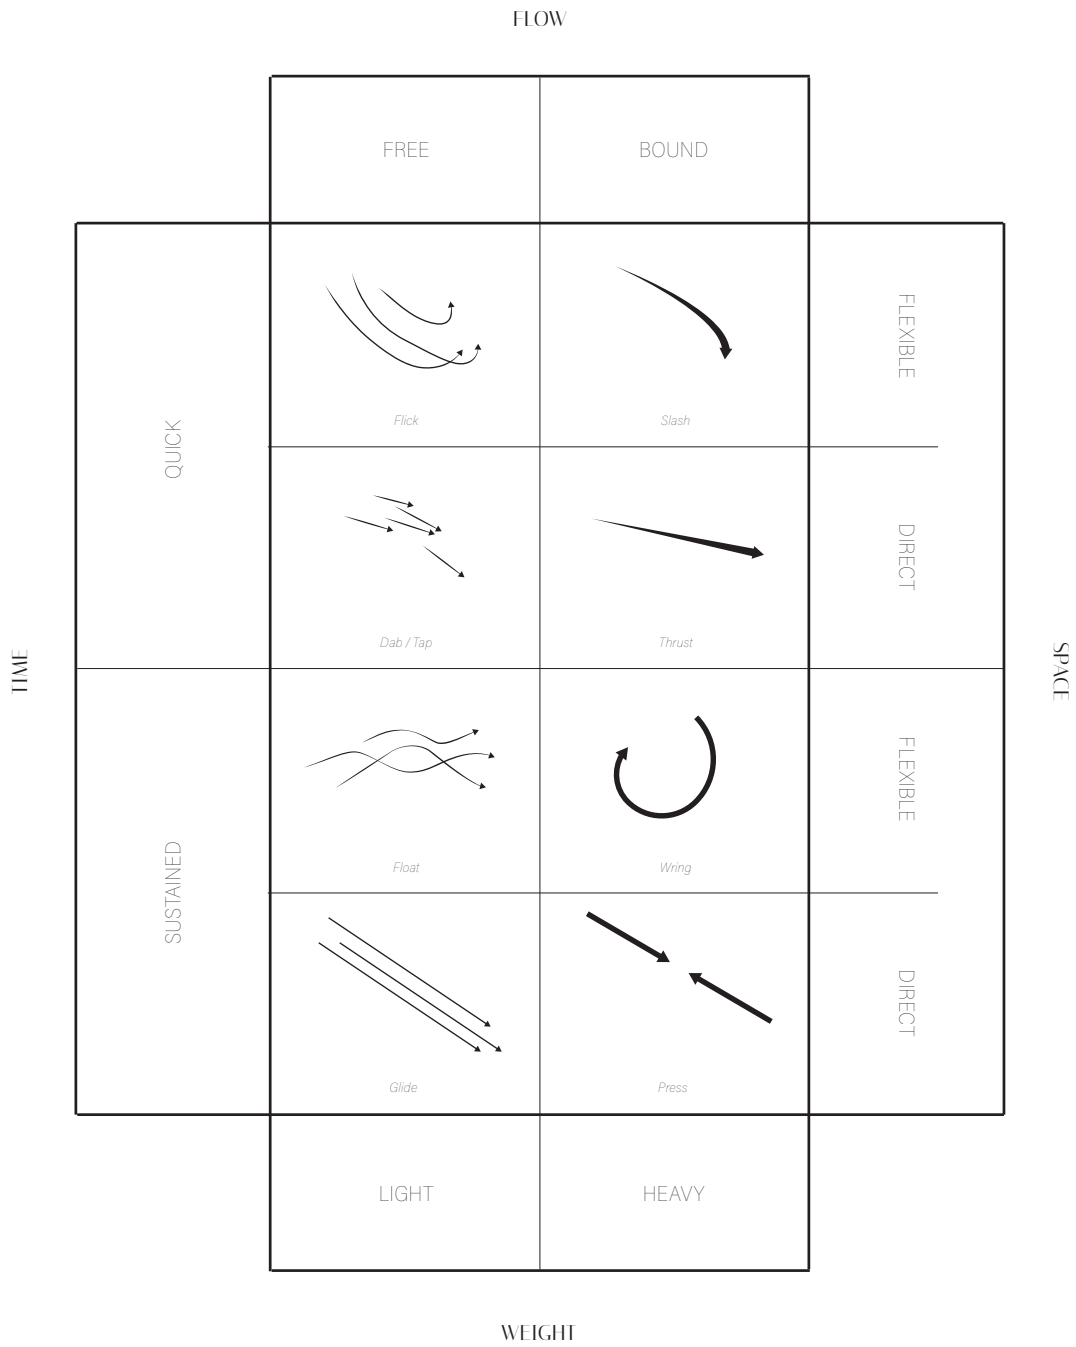 FLOW
FREE
BOUND
QUICK
FLEXIBLE
Flick
Slash
DIRECT
Dab / Tap
Thrust
TIME
SPACE
SUSTAINED
FLEXIBLE
Float
Wring
DIRECT
Glide
Press
LIGHT
HEAVY
WEIGHT